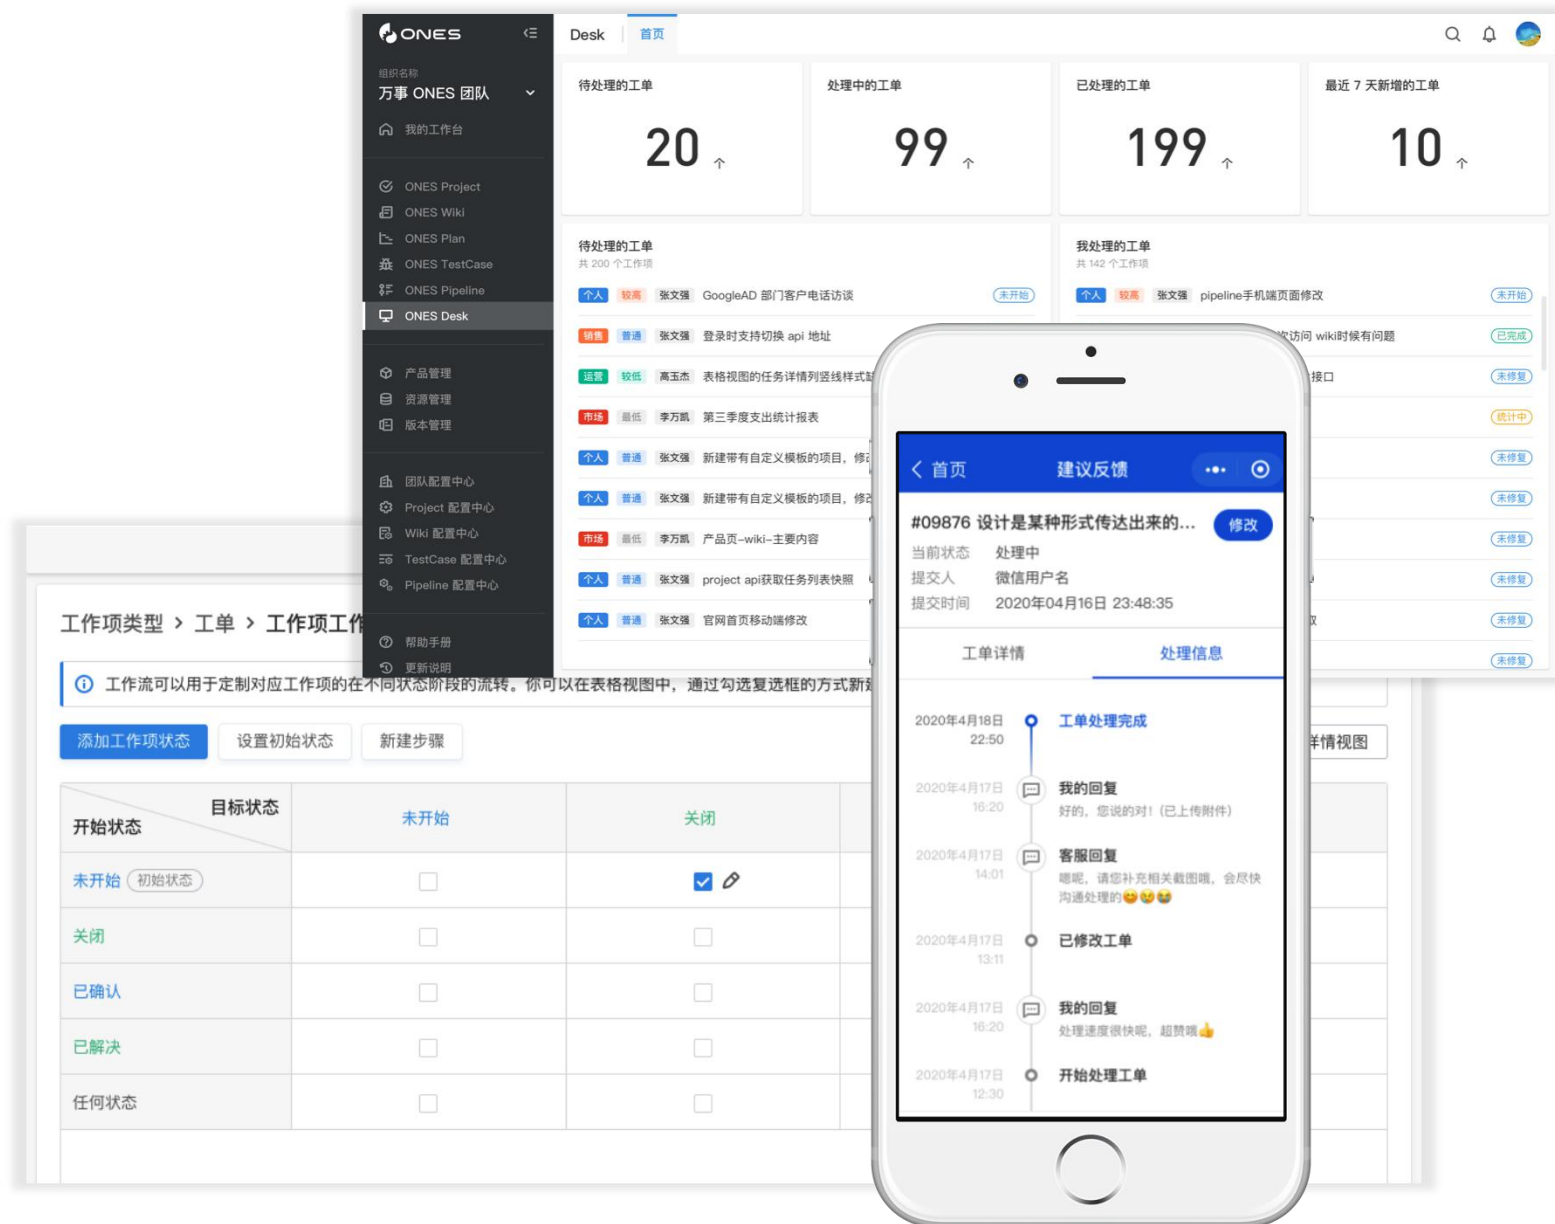 ONES
组织名称
万事 ONES 团队
我的工作台
ONES Project
ONES Wiki
ONES Plan
ONES TestCase
ONES Pipeline
ONES Desk
产品管理
资源管理
版本管理
团队配置中心
Project 配置中心
Wiki 配置中心
TestCase 配置中心
Pipeline 配置中心
帮助手册
更新说明
Desk 首页
待处理的工单
20 个
处理中的工单
99 个
已处理的工单
199 个
最近 7 天新增的工单
10 个
待处理的工单
共 200 个工作项
个人 较高 张文强 GoogleAD 部门客户电话访谈 未开始
销售 普通 张文强 登录时支持切换 api 地址
运营 较低 高玉杰 表格视图的任务详情列竖线样式缺
市场 最低 李万凯 第三季度支出统计报表
个人 普通 张文强 新建带有自定义模板的项目，修
个人 普通 张文强 新建带有自定义模板的项目，修改
市场 最低 李万凯 产品页-wiki-主要内容
个人 普通 张文强 project api获取任务列表快照
个人 普通 张文强 官网首页移动端修改
我处理的工单
共 142 个工作项
个人 较高 张文强 pipeline手机端页面修改 未开始
次访问 wiki时候有问题 已完成
接口 未修复
统计中
未修复
未修复
未修复
未修复
未修复
未修复
工作项类型 > 工单 > 工作项工作
工作流可以用于定制对应工作项的在不同状态阶段的流转。你可以在表格视图中，通过勾选复选框的方式新建
添加工作项状态 设置初始状态 新建步骤 详情视图
目标状态
开始状态
未开始 关闭
未开始 初始状态
关闭
已确认
已解决
任何状态
首页 建议反馈
#09876 设计是某种形式传达出来的... 修改
当前状态 处理中
提交人 微信用户名
提交时间 2020年04月16日 23:48:35
工单详情 处理信息
2020年4月18日 工单处理完成
22:50
2020年4月17日 我的回复
16:20 好的，您说的对!（已上传附件）
2020年4月17日 客服回复
14:01 嗯呢，请您补充相关截图哦，会尽快
沟通处理的😊😢😭
2020年4月17日 已修改工单
13:11
2020年4月17日 我的回复
16:20 处理速度很快呢，超赞哦👍
2020年4月17日 开始处理工单
12:30